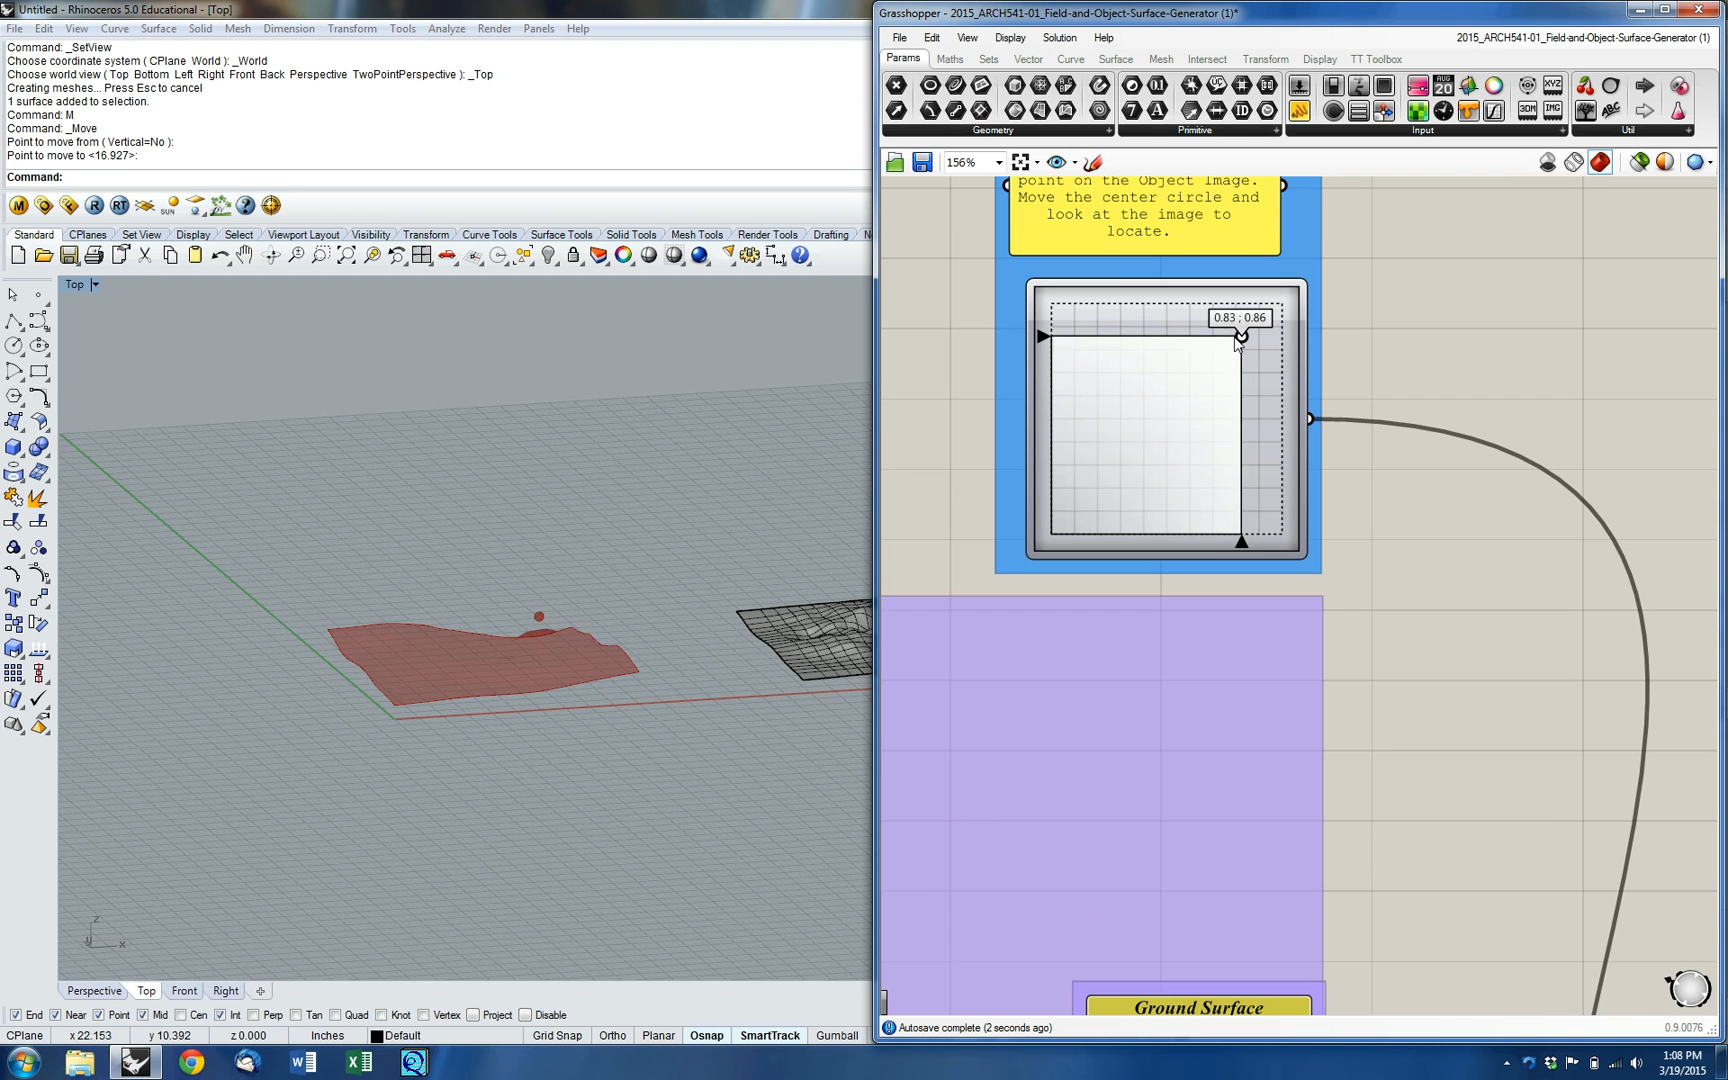 Untitled - Rhinoceros 5.0 Educational - [Top]
File Edit View Curve Surface Solid Mesh Dimension Transform Tools Analyze Render Panels Help
Command: _SetView
Choose coordinate system ( CPlane World ): _World
Choose world view ( Top Bottom Left Right Front Back Perspective TwoPointPerspective ): _Top
Creating meshes... Press Esc to cancel
1 surface added to selection.
Command: M
Command: _Move
Point to move from ( Vertical=No ):
Point to move to <16.927>:
Command:
M R RT SUN
Standard CPlanes Set View Display Select Viewport Layout Visibility Transform Curve Tools Surface Tools Solid Tools Mesh Tools Render Tools Drafting
Top
z
y x
Perspective Top Front Right
End Near Point Mid Cen Int Perp Tan Quad Knot Vertex Project Disable
CPlane x 22.153 y 10.392 z 0.000 Inches Default Grid Snap Ortho Planar Osnap SmartTrack Gumball
Grasshopper - 2015_ARCH541-01_Field-and-Object-Surface-Generator (1)*
File Edit View Display Solution Help 2015_ARCH541-01_Field-and-Object-Surface-Generator (1)
Params Maths Sets Vector Curve Surface Mesh Intersect Transform Display TT Toolbox
Geometry Primitive Input Util
156%
point on the Object Image.
Move the center circle and
look at the image to
locate.
0.83 ; 0.86
Ground Surface
Autosave complete (2 seconds ago) 0.9.0076
1:08 PM
3/19/2015